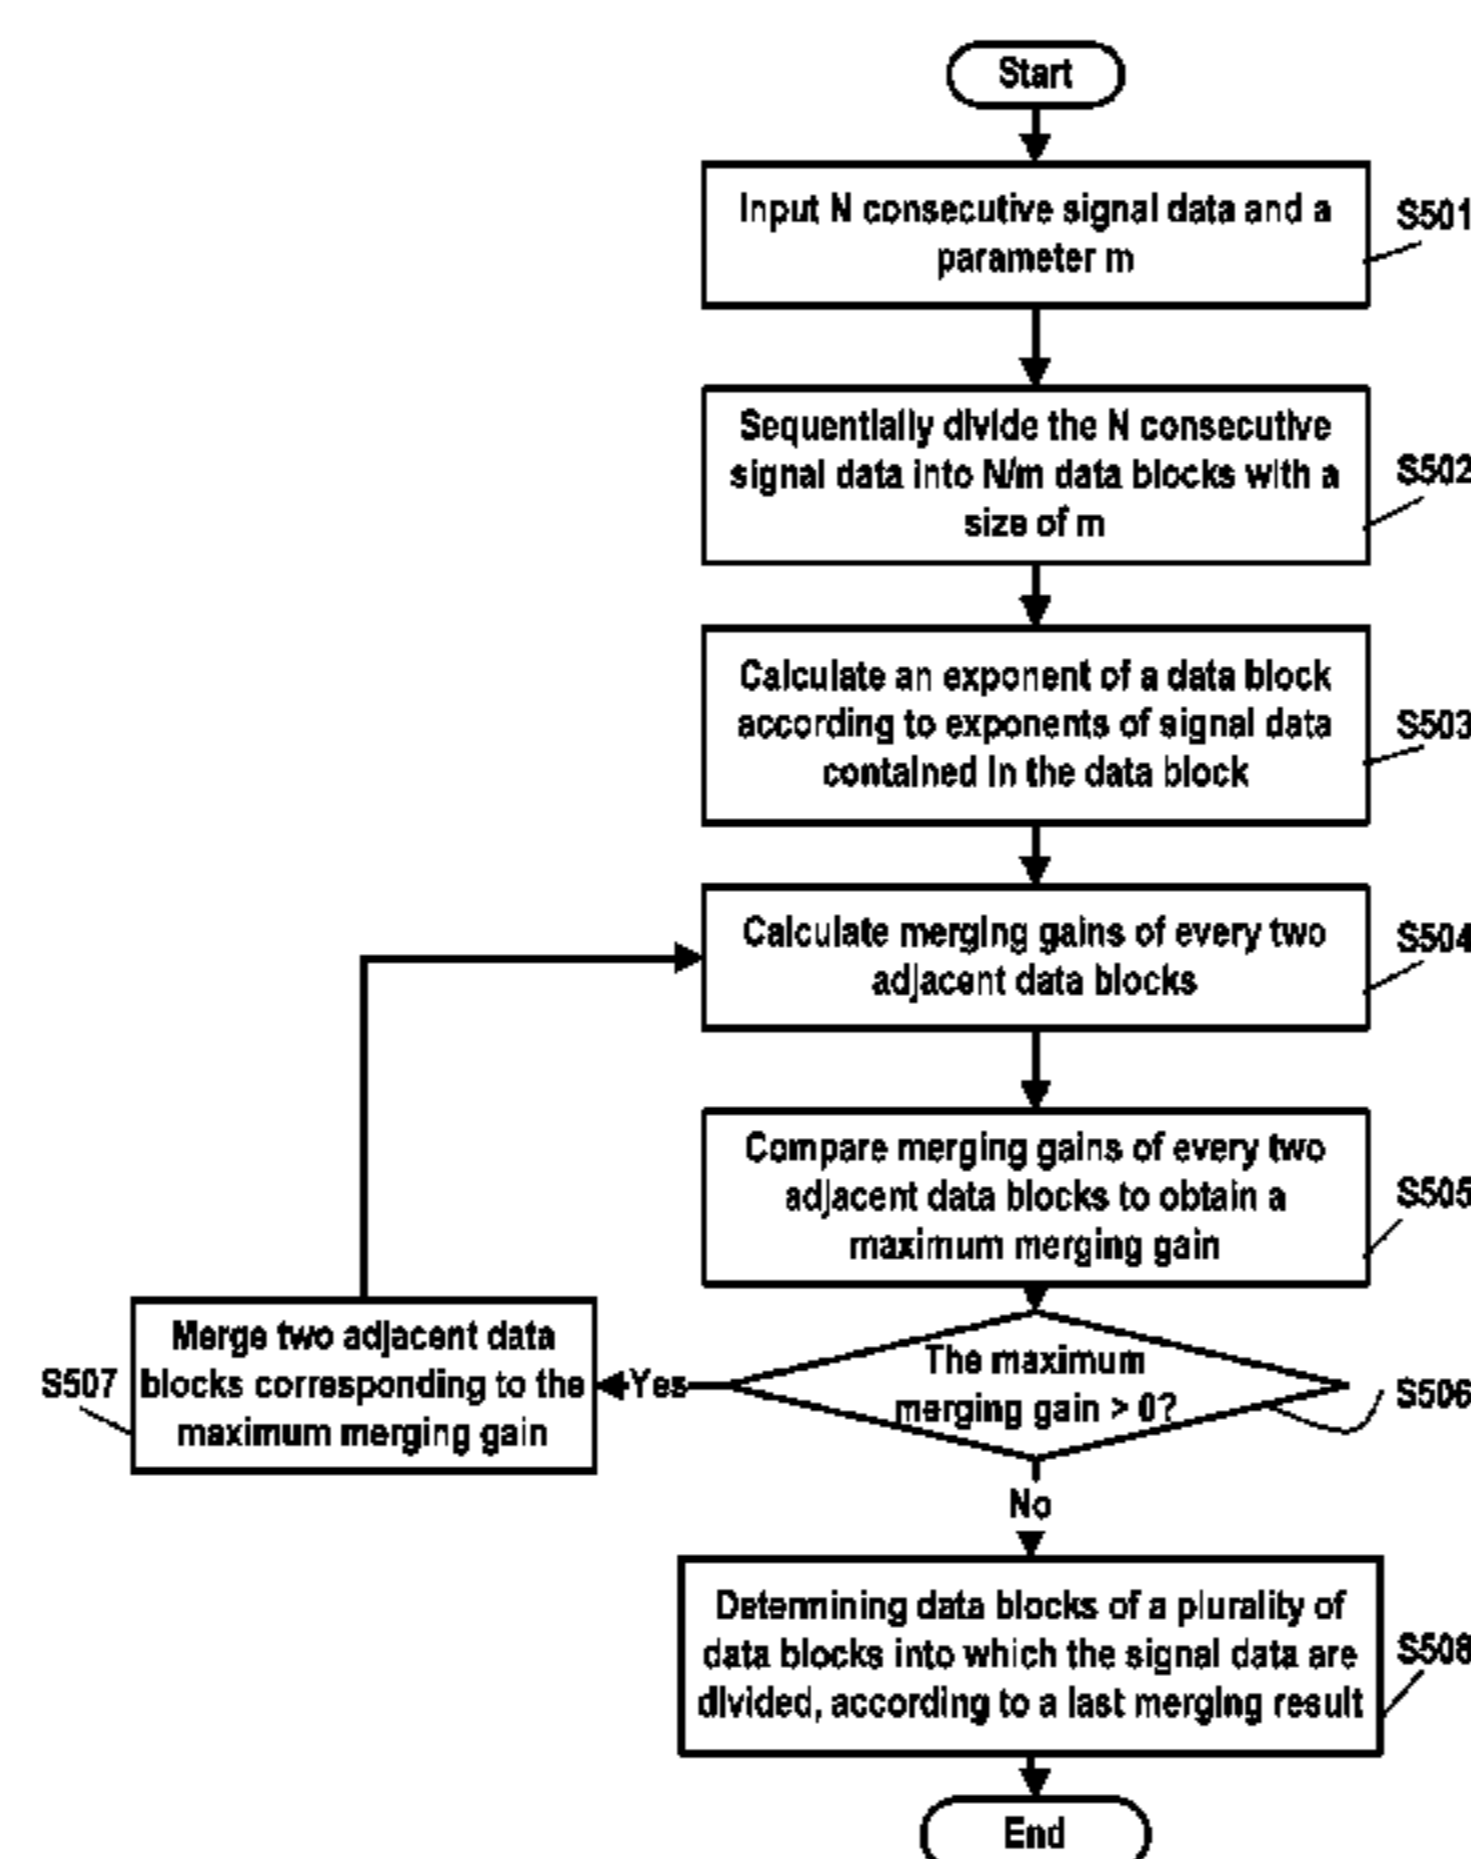 Start
Input N consecutive signal data and a
parameter m
S501
Sequentially divide the N consecutive
signal data into N/m data blocks with a
size of m
S502
Calculate an exponent of a data block
according to exponents of signal data
contained in the data block
S503
Calculate merging gains of every two
adjacent data blocks
S504
Compare merging gains of every two
adjacent data blocks to obtain a
maximum merging gain
S505
The maximum
merging gain > 0?
S506
Yes
Merge two adjacent data
blocks corresponding to the
maximum merging gain
S507
No
Determining data blocks of a plurality of
data blocks into which the signal data are
divided, according to a last merging result
S508
End